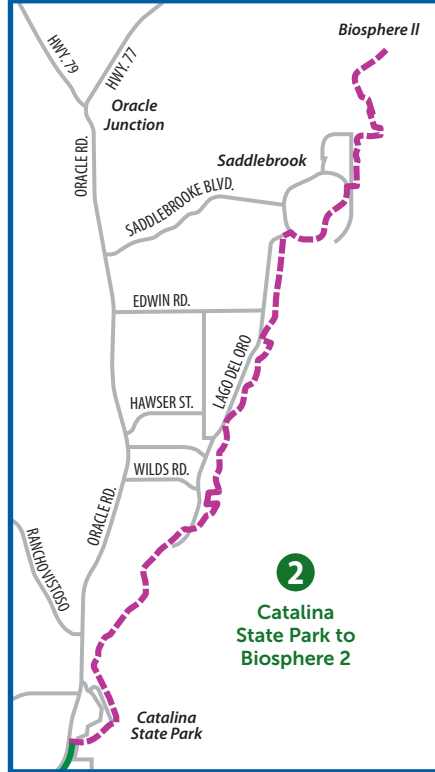 Biosphere II
HWY. 79
HWY. 77
Oracle
Junction
ORACLE RD.
Saddlebrook
SADDLEBROOKE BLVD.
EDWIN RD.
LAGO DEL ORO
HAWSER ST.
WILDS RD.
ORACLE RD.
RANCHO VISTOSO
2
Catalina
State Park to
Biosphere 2
Catalina
State Park